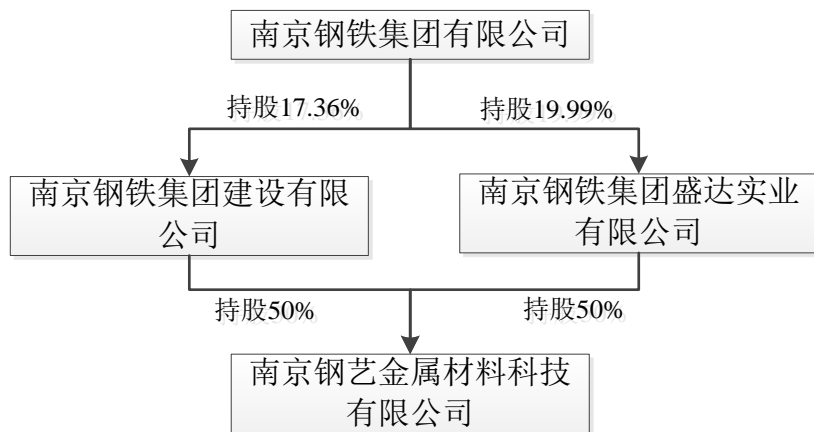 南京钢铁集团有限公司
持股17.36%
持股19.99%
南京钢铁集团建设有限
公司
南京钢铁集团盛达实业
有限公司
持股50%
持股50%
南京钢艺金属材料科技
有限公司